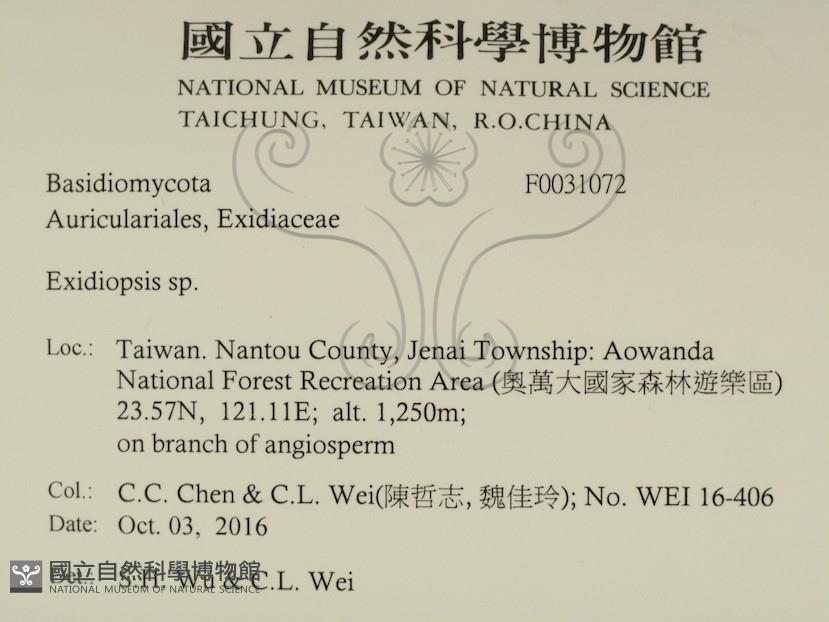 國立自然科學博物館
NATIONAL MUSEUM OF NATURAL SCIENCE
TAICHUNG, TAIWAN, R.O.CHINA
Basidiomycota F0031072
Auriculariales, Exidiaceae
Exidiopsis sp.
Loc.: Taiwan. Nantou County, Jenai Township: Aowanda
National Forest Recreation Area (奧萬大國家森林遊樂區)
23.57N, 121.11E; alt. 1,250m;
on branch of angiosperm
Col.: C.C. Chen & C.L. Wei(陳哲志, 魏佳玲); No. WEI 16-406
Date: Oct. 03, 2016
Det.: S.H. Wu & C.L. Wei
國立自然科學博物館
NATIONAL MUSEUM OF NATURAL SCIENCE